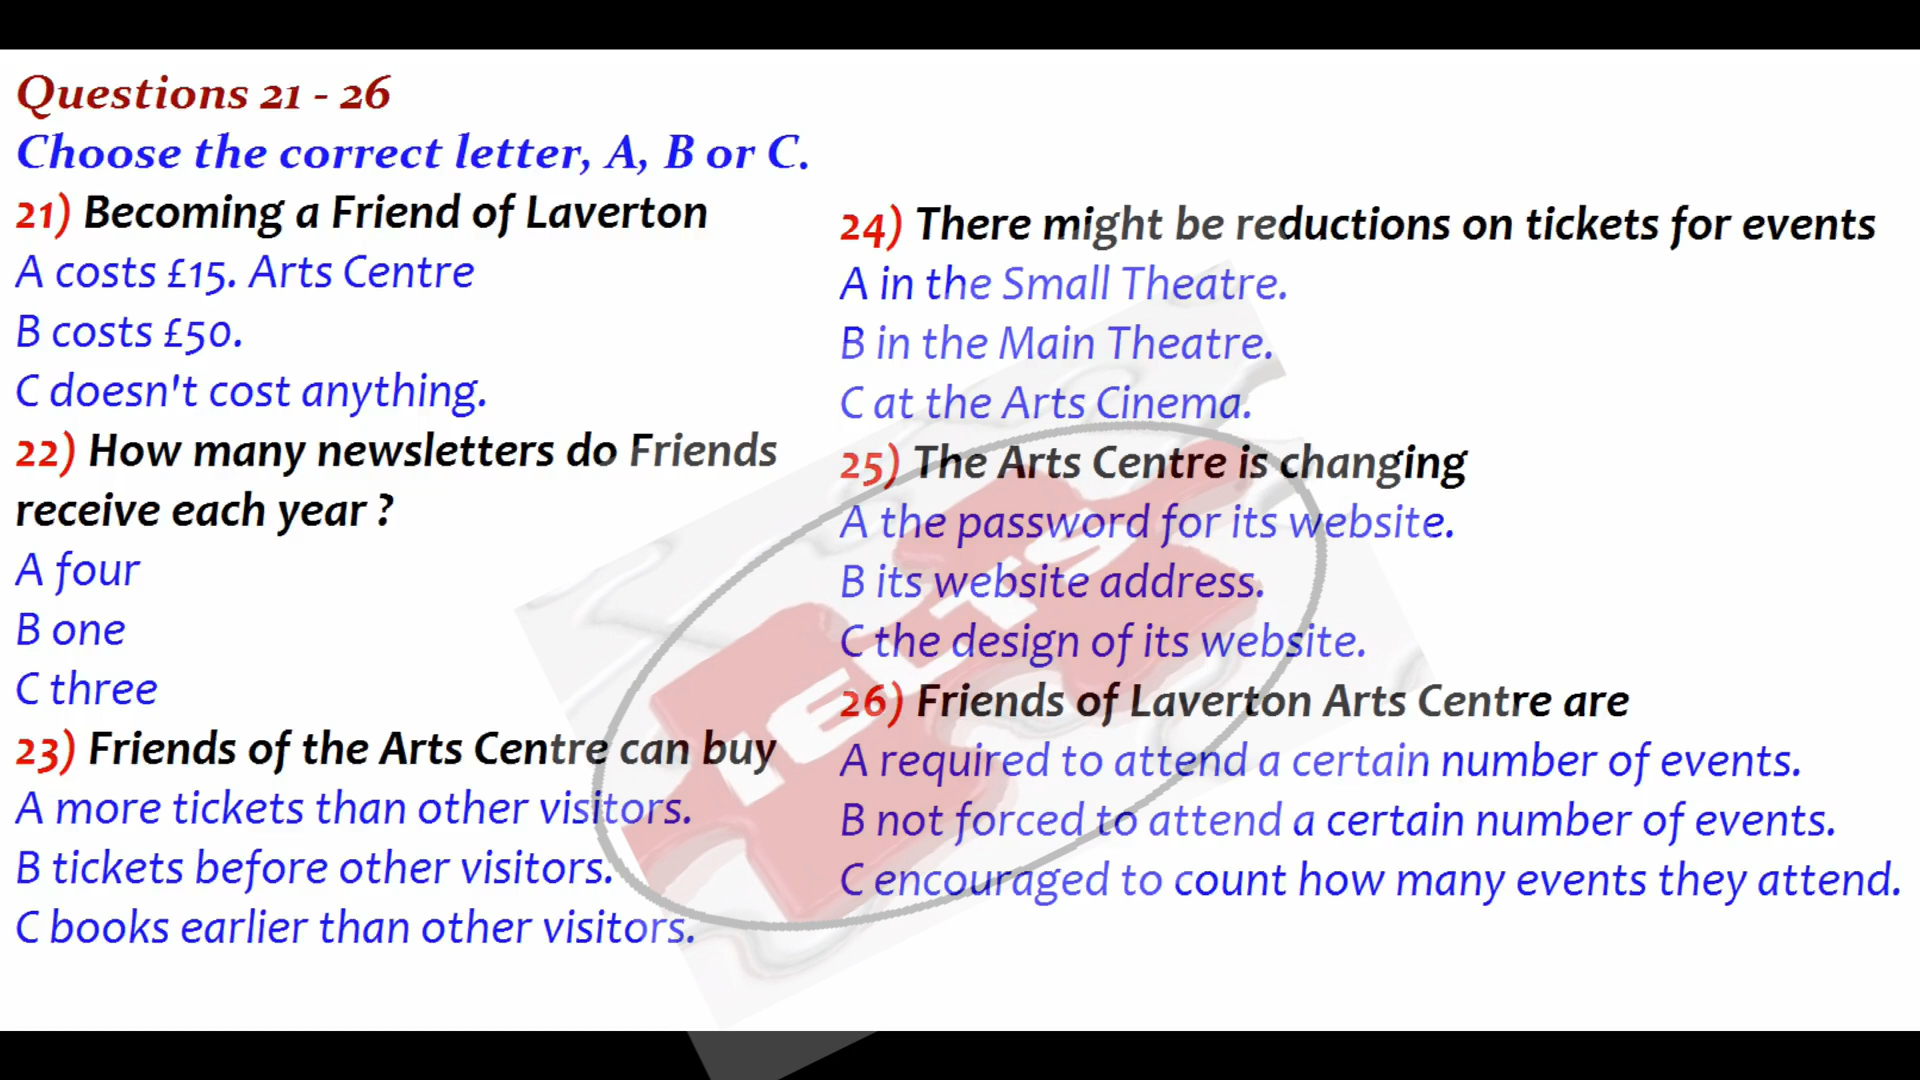 Questions 21 - 26
Choose the correct letter, A, B or C.
21) Becoming a Friend of Laverton
A costs £15. Arts Centre
B costs £50.
C doesn't cost anything.
22) How many newsletters do Friends
receive each year ?
A four
B one
C three
23) Friends of the Arts Centre can buy
A more tickets than other visitors.
B tickets before other visitors.
C books earlier than other visitors.
24) There might be reductions on tickets for events
A in the Small Theatre.
B in the Main Theatre.
C at the Arts Cinema.
25) The Arts Centre is changing
A the password for its website.
B its website address.
C the design of its website.
26) Friends of Laverton Arts Centre are
A required to attend a certain number of events.
B not forced to attend a certain number of events.
C encouraged to count how many events they attend.
IELTS